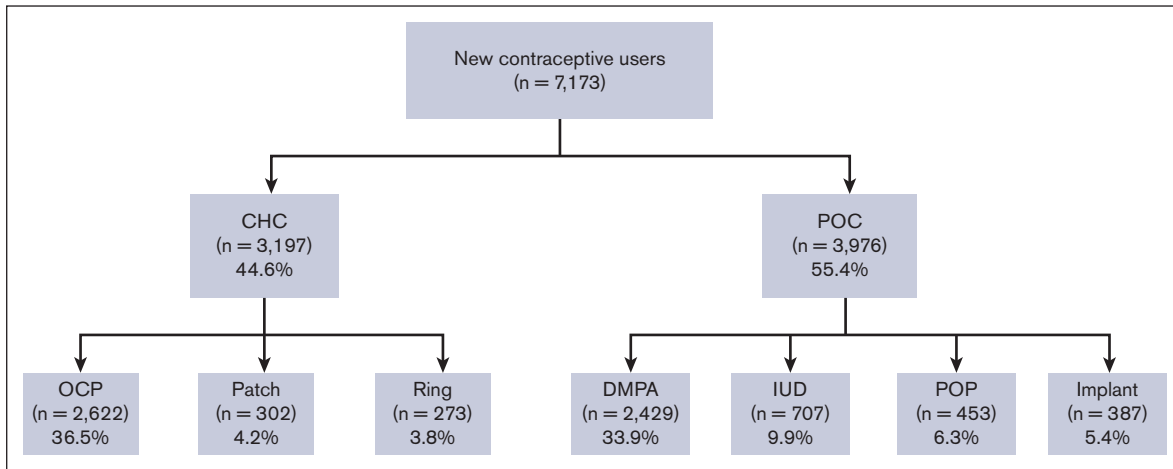 New contraceptive users
(n = 7,173)
CHC
(n = 3,197)
44.6%
POC
(n = 3,976)
55.4%
OCP
(n = 2,622)
36.5%
Patch
(n = 302)
4.2%
Ring
(n = 273)
3.8%
DMPA
(n = 2,429)
33.9%
IUD
(n = 707)
9.9%
POP
(n = 453)
6.3%
Implant
(n = 387)
5.4%